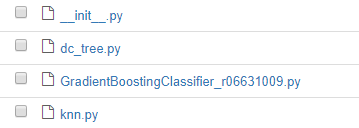 __init__.py
dc_tree.py
GradientBoostingClassifier_r06631009.py
knn.py